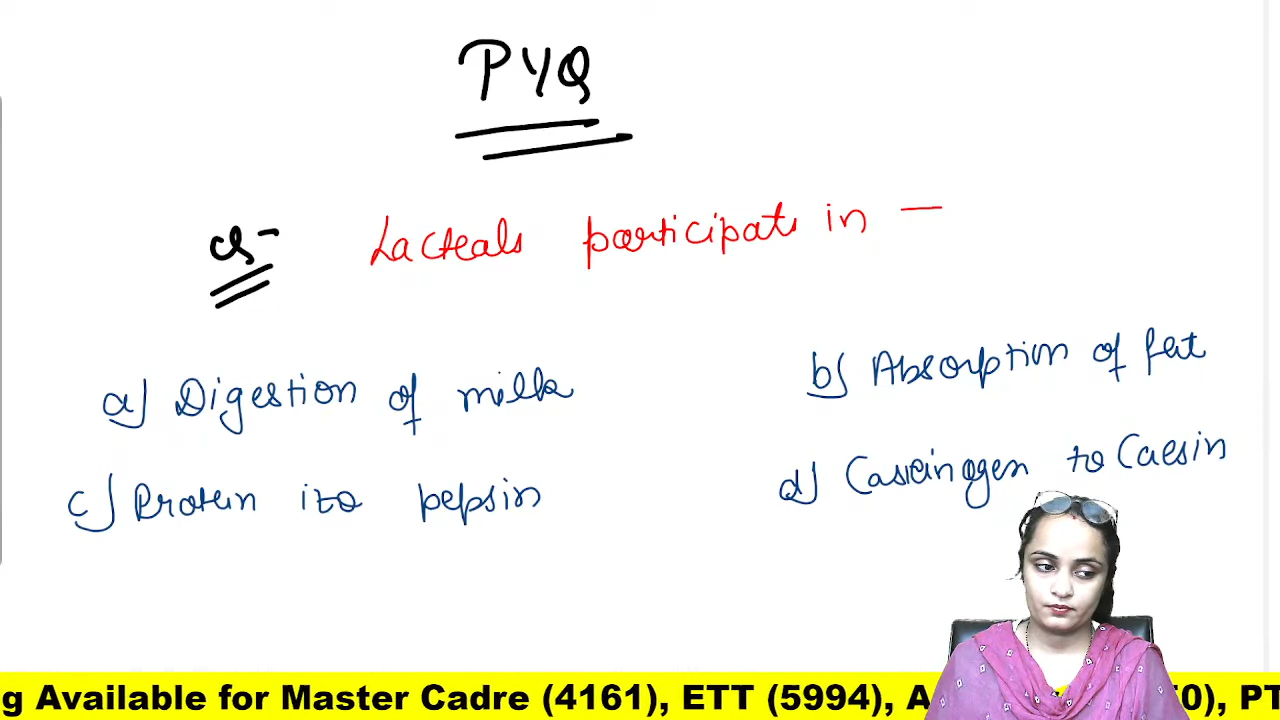 PYQ
Q- Lacteals participate in —
a) Digestion of milk
b) Absorption of fat
c) Protein into pepsin
d) Caseinogen to Caesin
g Available for Master Cadre (4161), ETT (5994), A 0), PT